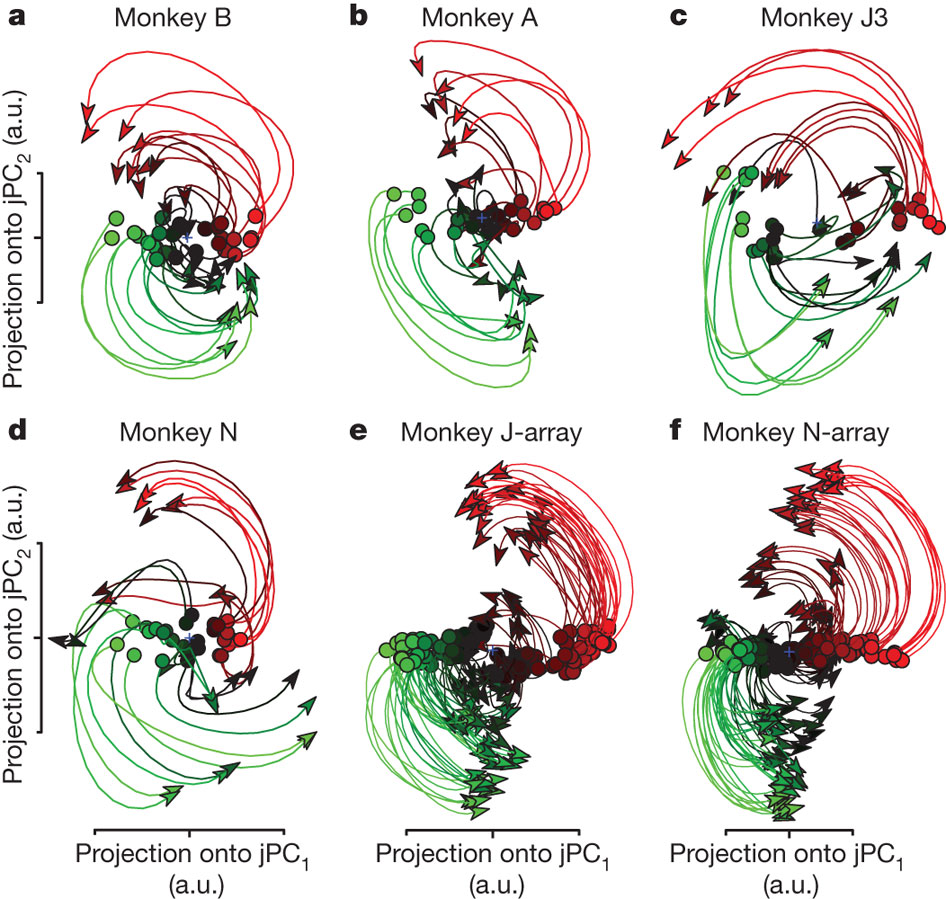 a Monkey B
b Monkey A
c Monkey J3
Projection onto jPC2 (a.u.)
d Monkey N
e Monkey J-array
f Monkey N-array
Projection onto jPC2 (a.u.)
Projection onto jPC1
(a.u.)
Projection onto jPC1
(a.u.)
Projection onto jPC1
(a.u.)